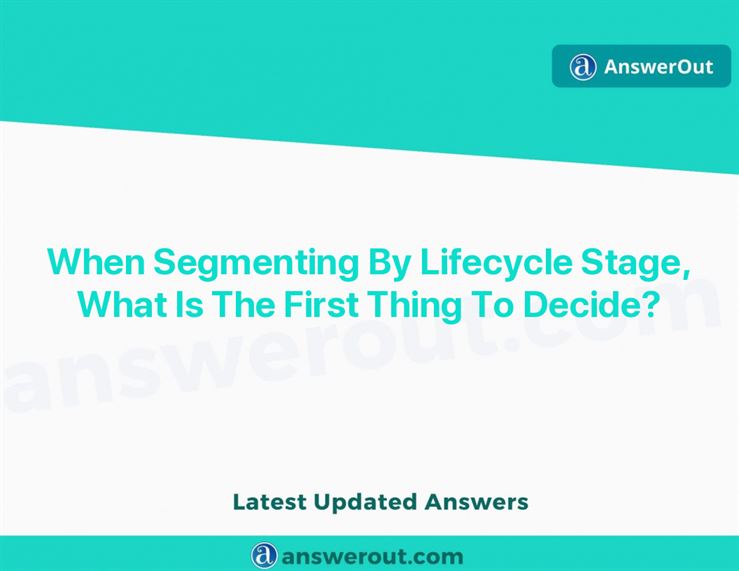 AnswerOut
When Segmenting By Lifecycle Stage,
What Is The First Thing To Decide?
answerout.com
Latest Updated Answers
answerout.com